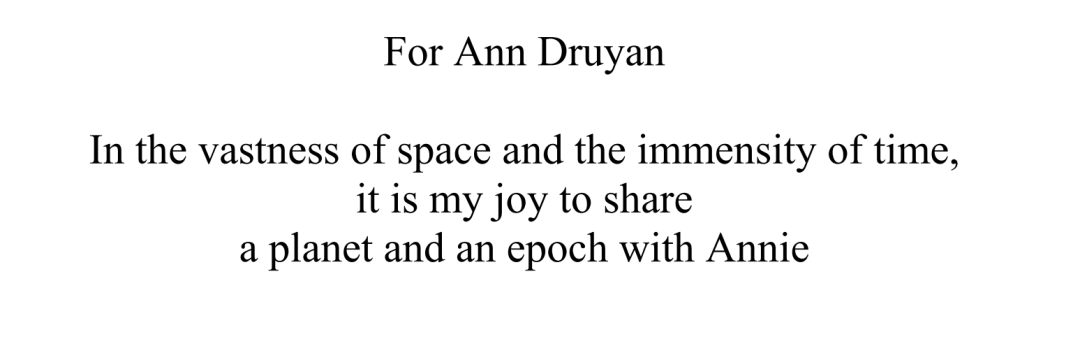 For Ann Druyan
In the vastness of space and the immensity of time,
it is my joy to share
a planet and an epoch with Annie